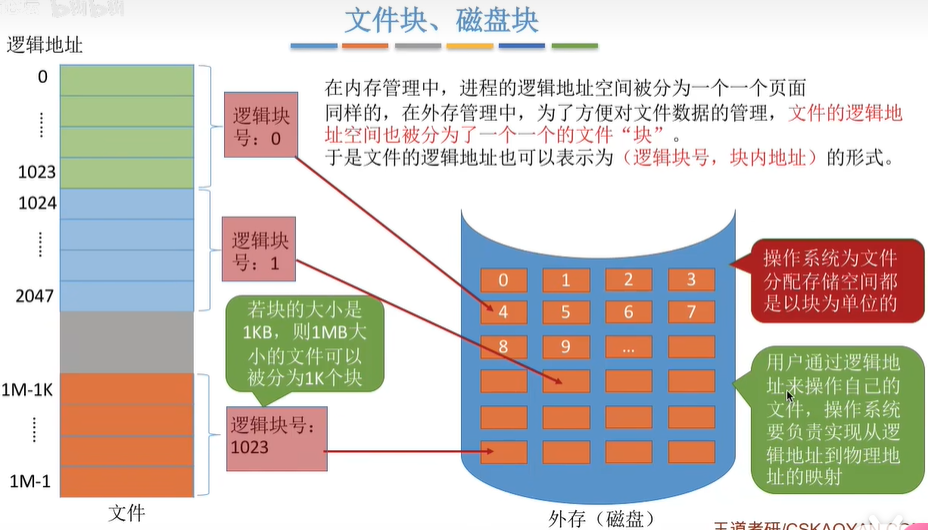 文件块、磁盘块
逻辑地址
0
……
1023
1024
……
2047
1M-1K
……
1M-1
文件
逻辑块
号：0
逻辑块
号：1
若块的大小是
1KB，则1MB大
小的文件可以
被分为1K个块
逻辑块号：
1023
在内存管理中，进程的逻辑地址空间被分为一个一个页面
同样的，在外存管理中，为了方便对文件数据的管理，文件的逻辑地
址空间也被分为了一个一个的文件“块”。
于是文件的逻辑地址也可以表示为（逻辑块号，块内地址）的形式。
0 1 2 3
4 5 6 7
8 9 ...
外存（磁盘）
操作系统为文件
分配存储空间都
是以块为单位的
用户通过逻辑地
址来操作自己的
文件，操作系统
要负责实现从逻
辑地址到物理地
址的映射
王道考研/CSKAOYAN.CO